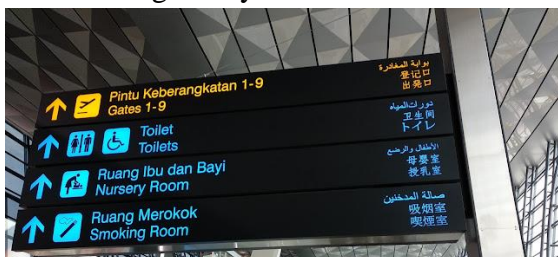 Pintu Keberangkatan 1-9
Gates 1-9
بوابة المغادرة
登记口
出発口
Toilet
Toilets
دورات المياه
卫生间
トイレ
Ruang Ibu dan Bayi
Nursery Room
الأطفال والرضع
母婴室
授乳室
Ruang Merokok
Smoking Room
صالة المدخنين
吸烟室
喫煙室